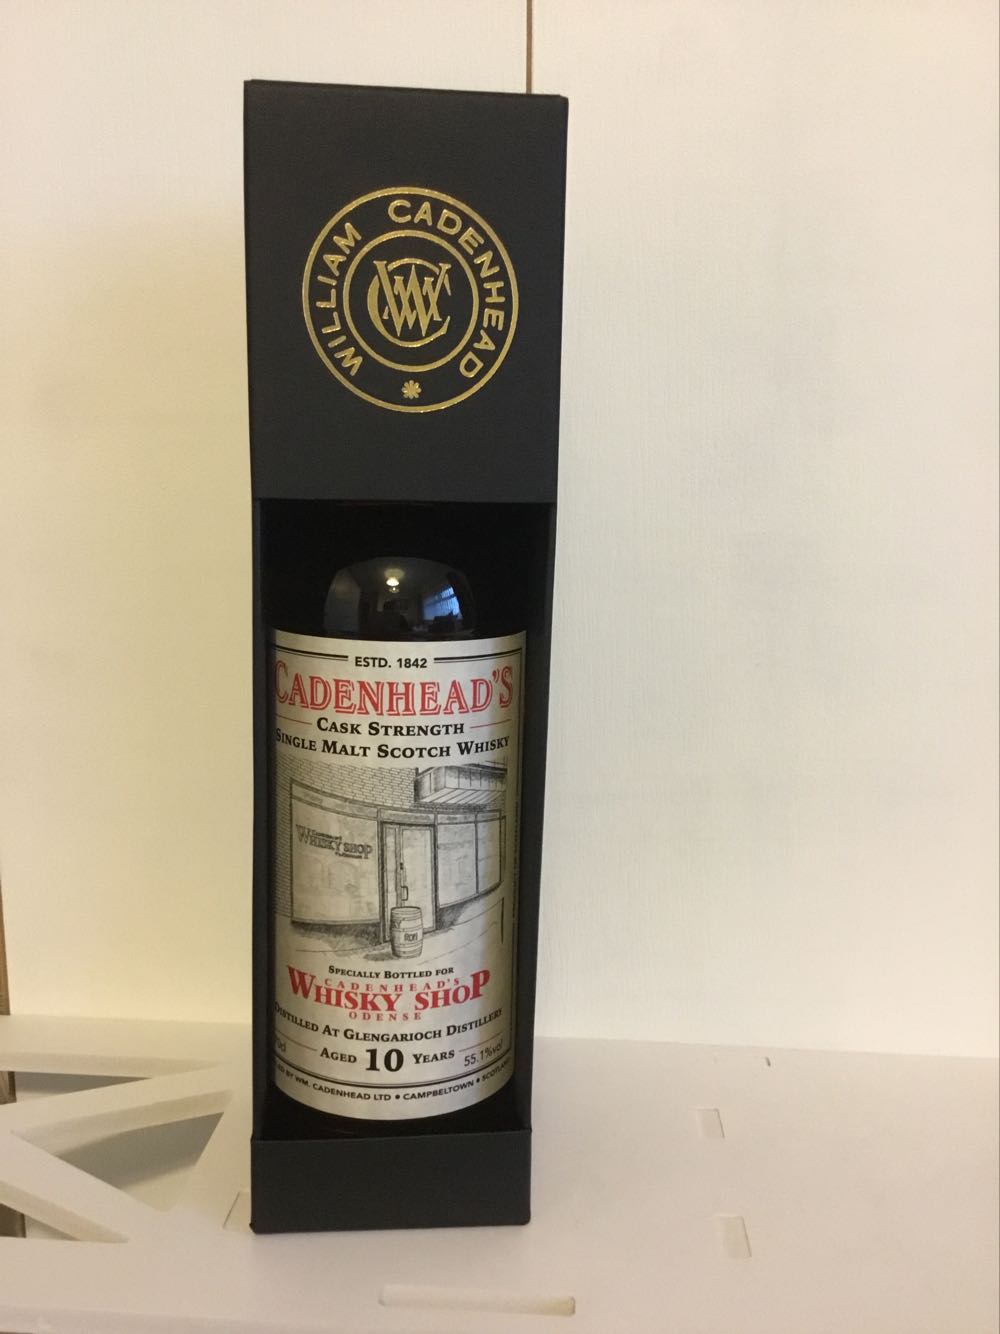 WILLIAM CADENHEAD
WC
ESTD. 1842
CADENHEAD'S
CASK STRENGTH
SINGLE MALT SCOTCH WHISKY
WHISKY SHOP
SPECIALLY BOTTLED FOR
CADENHEAD'S
WHISKY SHOP
ODENSE
DISTILLED AT GLENGARIOCH DISTILLERY
AGED 10 YEARS 55.1%vol
BY WM. CADENHEAD LTD • CAMPBELTOWN • SCOTLAND